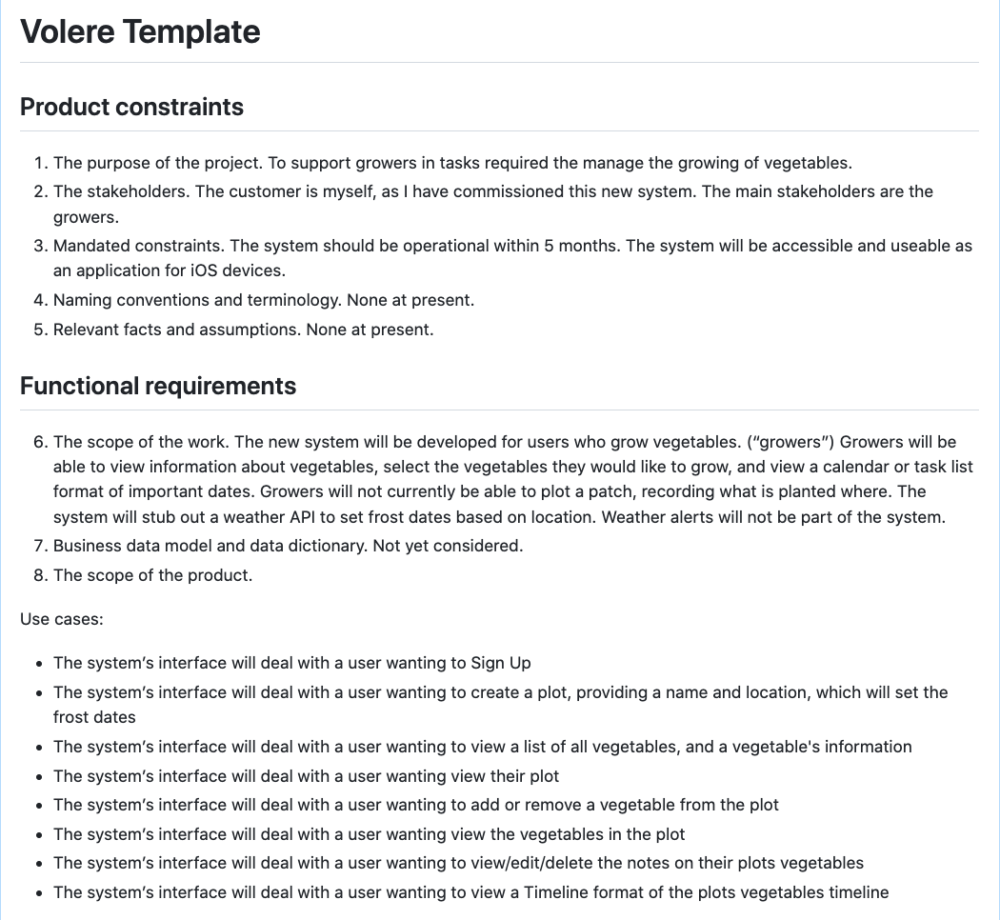 Volere Template
Product constraints
1. The purpose of the project. To support growers in tasks required the manage the growing of vegetables.
2. The stakeholders. The customer is myself, as I have commissioned this new system. The main stakeholders are the
growers.
3. Mandated constraints. The system should be operational within 5 months. The system will be accessible and useable as
an application for iOS devices.
4. Naming conventions and terminology. None at present.
5. Relevant facts and assumptions. None at present.
Functional requirements
6. The scope of the work. The new system will be developed for users who grow vegetables. (“growers”) Growers will be
able to view information about vegetables, select the vegetables they would like to grow, and view a calendar or task list
format of important dates. Growers will not currently be able to plot a patch, recording what is planted where. The
system will stub out a weather API to set frost dates based on location. Weather alerts will not be part of the system.
7. Business data model and data dictionary. Not yet considered.
8. The scope of the product.
Use cases:
• The system’s interface will deal with a user wanting to Sign Up
• The system’s interface will deal with a user wanting to create a plot, providing a name and location, which will set the
frost dates
• The system’s interface will deal with a user wanting to view a list of all vegetables, and a vegetable's information
• The system’s interface will deal with a user wanting view their plot
• The system’s interface will deal with a user wanting to add or remove a vegetable from the plot
• The system’s interface will deal with a user wanting view the vegetables in the plot
• The system’s interface will deal with a user wanting to view/edit/delete the notes on their plots vegetables
• The system’s interface will deal with a user wanting to view a Timeline format of the plots vegetables timeline